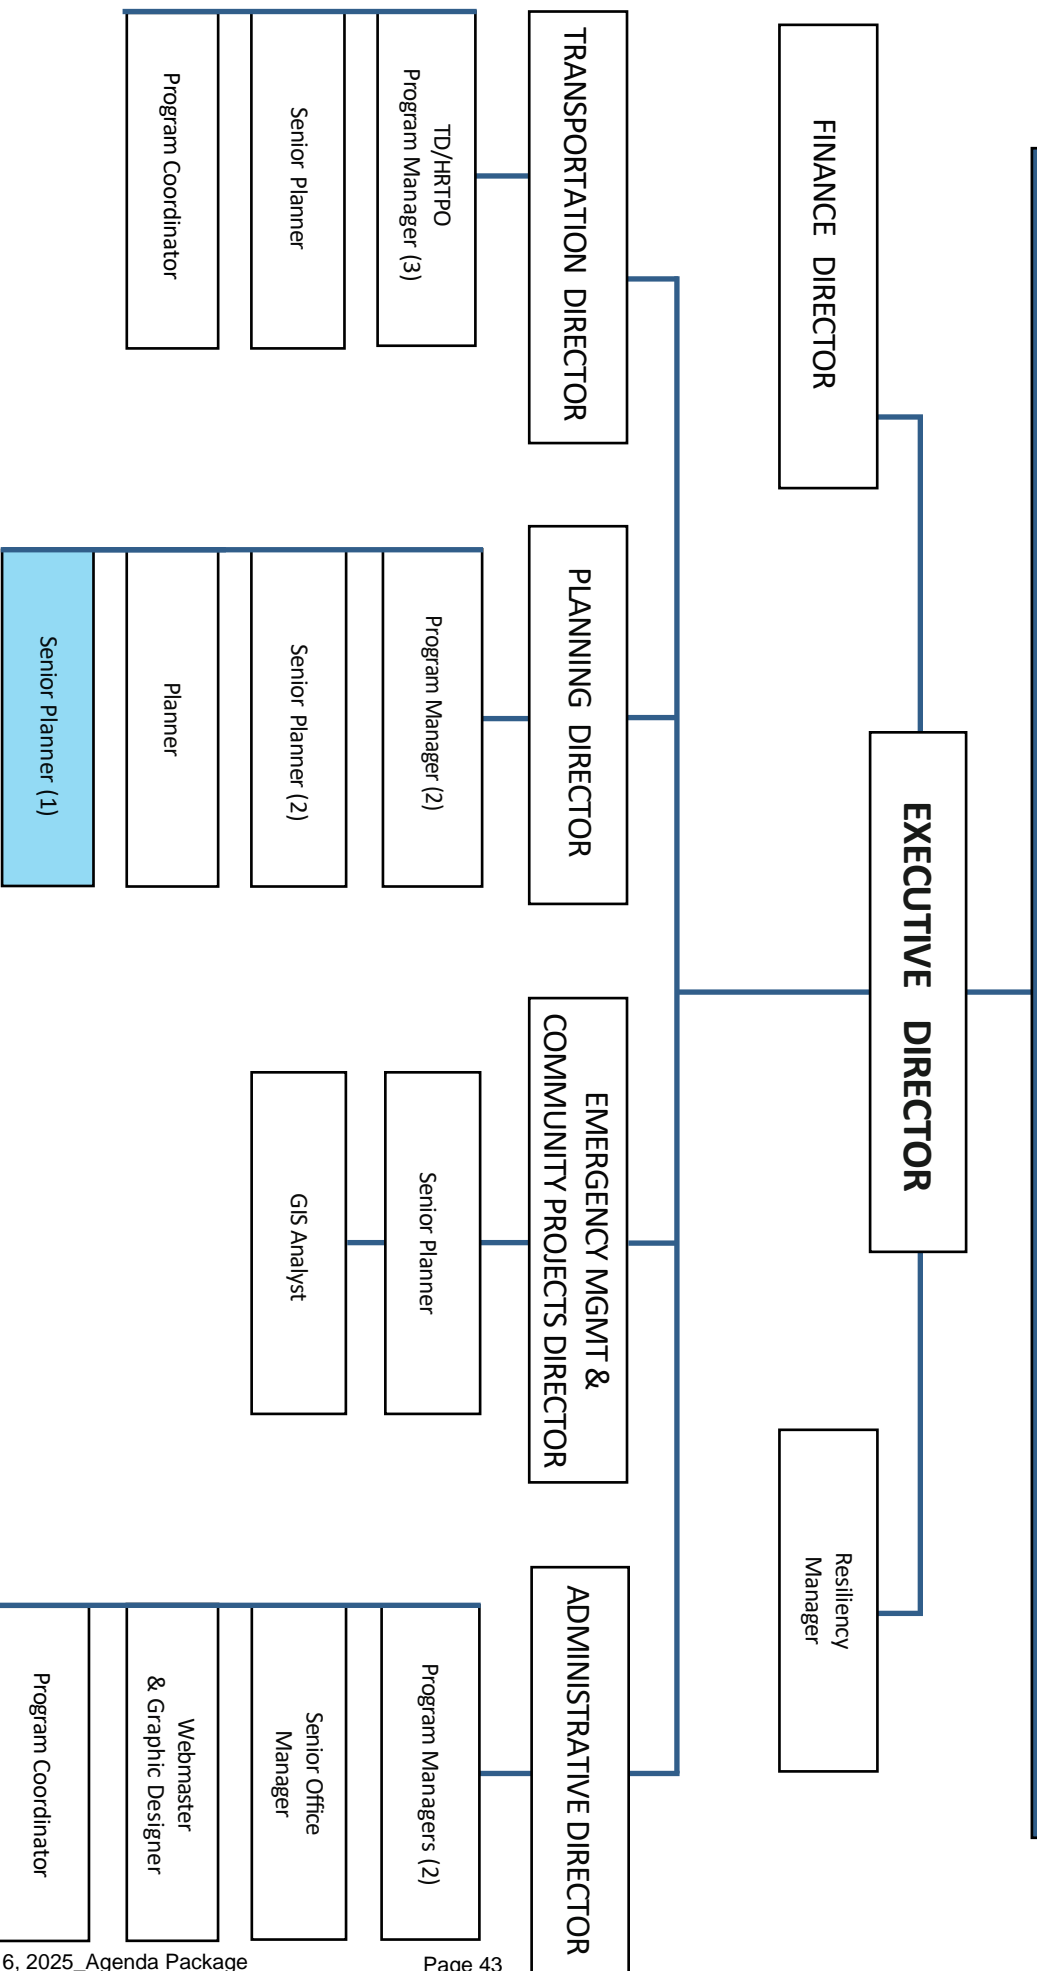 EXECUTIVE DIRECTOR
FINANCE DIRECTOR
Resiliency
Manager
TRANSPORTATION DIRECTOR
TD/HRTPO
Program Manager (3)
Senior Planner
Program Coordinator
PLANNING DIRECTOR
Program Manager (2)
Senior Planner (2)
Planner
Senior Planner (1)
EMERGENCY MGMT &
COMMUNITY PROJECTS DIRECTOR
Senior Planner
GIS Analyst
ADMINISTRATIVE DIRECTOR
Program Managers (2)
Senior Office
Manager
Webmaster
& Graphic Designer
Program Coordinator
6, 2025_Agenda Package
Page 43